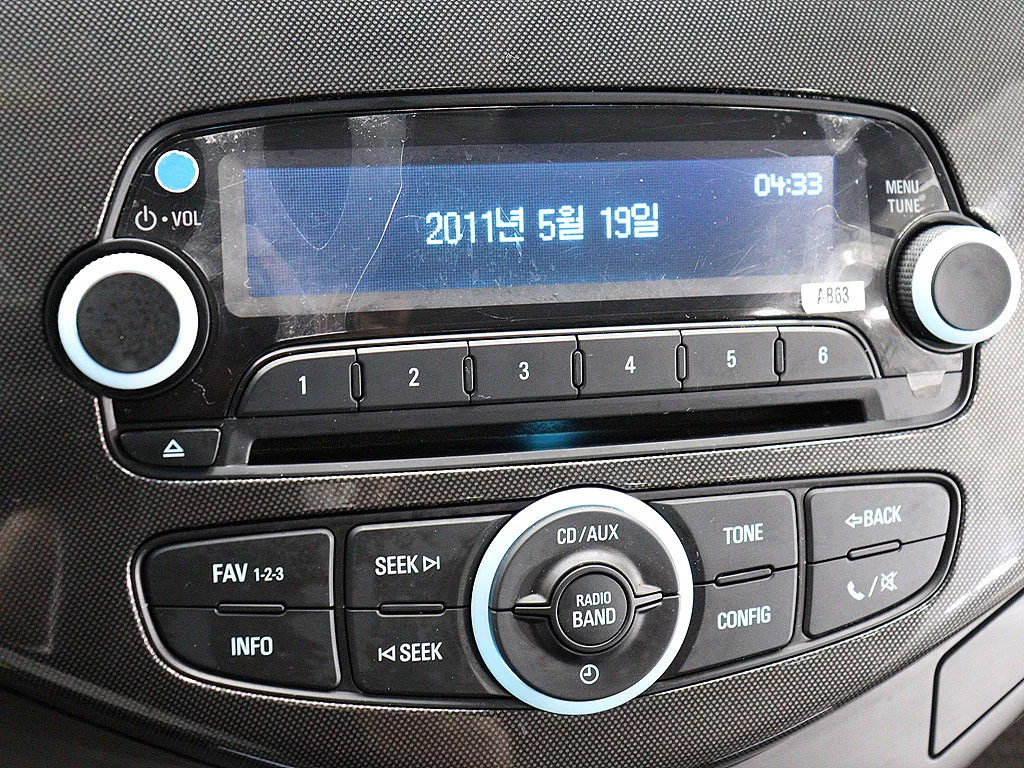 04:33
MENU
TUNE
VOL
2011년 5월 19일
AB63
1 2 3 4 5 6
CD/AUX
TONE
BACK
SEEK
FAV 1-2-3
RADIO
BAND
CONFIG
INFO
SEEK